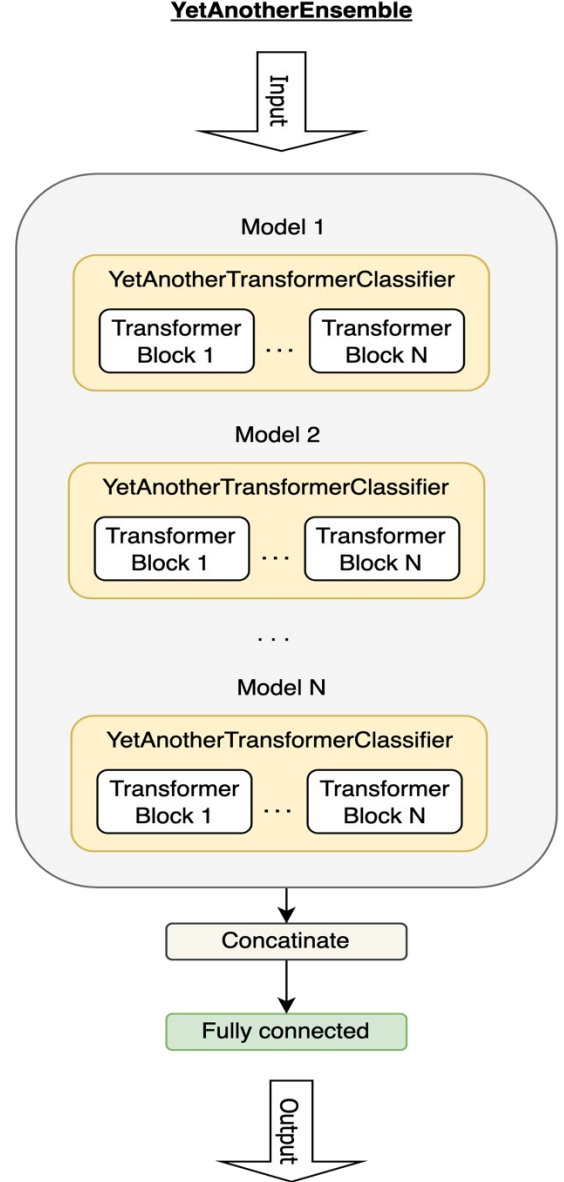 YetAnotherEnsemble
Input
Model 1
YetAnotherTransformerClassifier
Transformer
Block 1
. . .
Transformer
Block N
Model 2
YetAnotherTransformerClassifier
Transformer
Block 1
. . .
Transformer
Block N
. . .
Model N
YetAnotherTransformerClassifier
Transformer
Block 1
. . .
Transformer
Block N
Concatinate
Fully connected
Output